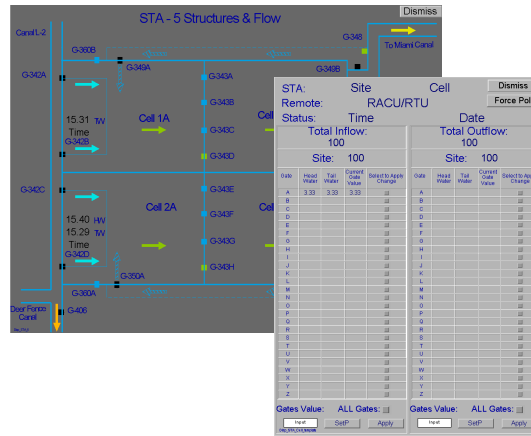 STA - 5 Structures & Flow
Dismiss
Canal L-2
G-348
To Miami Canal
G-360B
G-349A
G-349B
G-342A
G-343A
G-343B
15.31 TW
Time
G-342B
Cell 1A
Cell
G-343C
G-343D
G-342C
G-343E
Cell 2A
Cel
G-343F
15.40 HW
15.29 TW
Time
G-342D
G-343G
G-343H
G-350A
G-360A
Deer Fence
Canal
G-406
STA: Site Cell Dismiss
Remote: RACU/RTU Force Pol
Status: Time Date
Total Inflow:
100
Site: 100
Gate Head Water Tail Water Current Gate Value Select to Apply Change
A 3.33 3.33 3.33
B
C
D
E
F
G
H
I
J
K
L
M
N
O
P
Q
R
S
T
U
V
W
X
Y
Z
Gates Value: ALL Gates:
Input SetP Apply
Total Outflow:
100
Site: 100
Gate Head Water Tail Water Current Gate Value Select to Apply Change
A
B
C
D
E
F
G
H
I
J
K
L
M
N
O
P
Q
R
S
T
U
V
W
X
Y
Z
Gates Value: ALL Gates:
Input SetP Apply